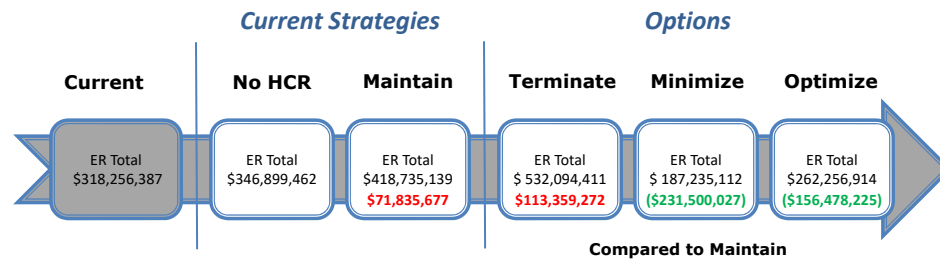 Current Strategies
Options
Current
No HCR
Maintain
Terminate
Minimize
Optimize
ER Total
$318,256,387
ER Total
$346,899,462
ER Total
$418,735,139
$71,835,677
ER Total
$ 532,094,411
$113,359,272
ER Total
$ 187,235,112
($231,500,027)
ER Total
$262,256,914
($156,478,225)
Compared to Maintain